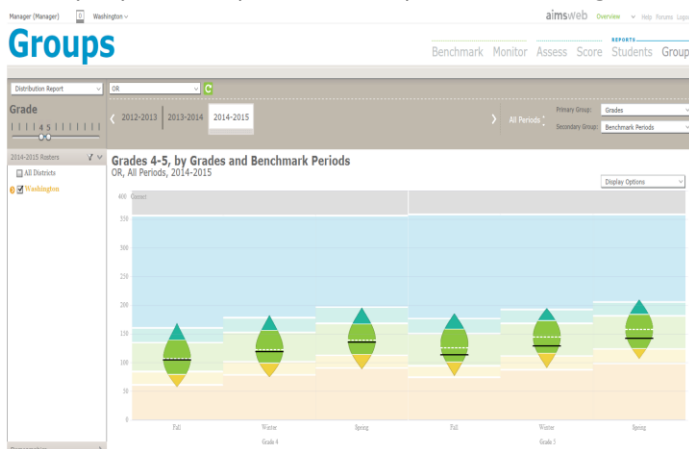 Manager (Manager)
Washington
aimsweb Overview Help Forums Logout
Groups
REPORTS
Benchmark Monitor Assess Score Students Groups
Distribution Report
OR
Grade
4 5
2012-2013 2013-2014 2014-2015
All Periods
Primary Group: Grades
Secondary Group: Benchmark Periods
2014-2015 Rosters
All Districts
Washington
Grades 4-5, by Grades and Benchmark Periods
OR, All Periods, 2014-2015
Display Options
400 Correct
350
300
250
200
150
100
50
0
Fall Winter Spring Fall Winter Spring
Grade 4 Grade 5